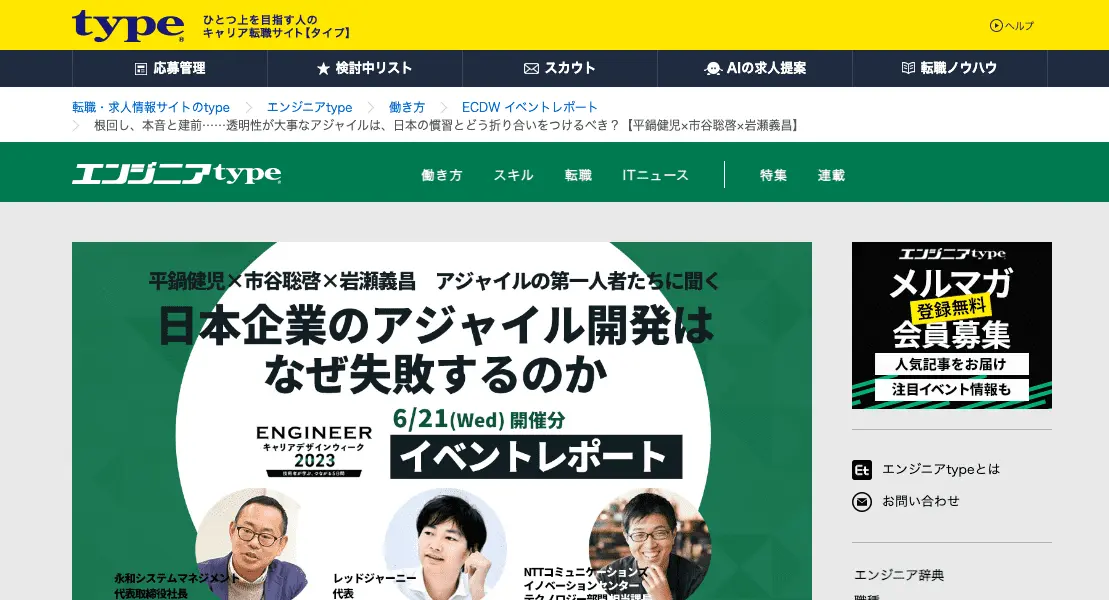 type
ひとつ上を目指す人の
キャリア転職サイト【タイプ】
ヘルプ
応募管理
検討中リスト
スカウト
AIの求人提案
転職ノウハウ
転職・求人情報サイトのtype
エンジニアtype
働き方
ECDW イベントレポート
根回し、本音と建前……透明性が大事なアジャイルは、日本の慣習とどう折り合いをつけるべき？【平鍋健児×市谷聡啓×岩瀬義昌】
エンジニアtype
働き方
スキル
転職
ITニュース
特集
連載
平鍋健児×市谷聡啓×岩瀬義昌 アジャイルの第一人者たちに聞く
日本企業のアジャイル開発は
なぜ失敗するのか
6/21(Wed) 開催分
ENGINEER
キャリアデザインウィーク
2023
イベントレポート
永和システムマネジメント
代表取締役社長
レッドジャーニー
代表
NTTコミュニケーションズ
イノベーションセンター
テクノロジー部門 担当課長
エンジニアtype
メルマガ
登録無料
会員募集
人気記事をお届け
注目イベント情報も
Et エンジニアtypeとは
お問い合わせ
エンジニア辞典
職種